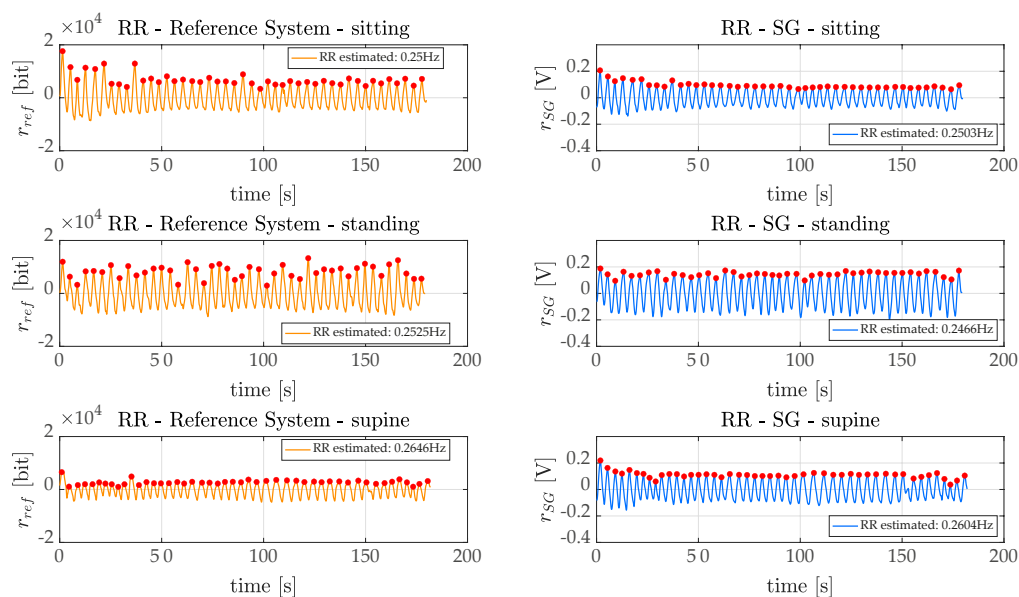 ×10⁴
RR - Reference System - sitting
2
0
-2
r_ref [bit]
RR estimated: 0.25Hz
0 50 100 150 200
time [s]
RR - SG - sitting
0.2
0
-0.2
-0.4
r_SG [V]
RR estimated: 0.2503Hz
0 50 100 150 200
time [s]
×10⁴
RR - Reference System - standing
2
0
-2
r_ref [bit]
RR estimated: 0.2525Hz
0 50 100 150 200
time [s]
RR - SG - standing
0.2
0
-0.2
-0.4
r_SG [V]
RR estimated: 0.2466Hz
0 50 100 150 200
time [s]
×10⁴
RR - Reference System - supine
2
0
-2
r_ref [bit]
RR estimated: 0.2646Hz
0 50 100 150 200
time [s]
RR - SG - supine
0.2
0
-0.2
-0.4
r_SG [V]
RR estimated: 0.2604Hz
0 50 100 150 200
time [s]